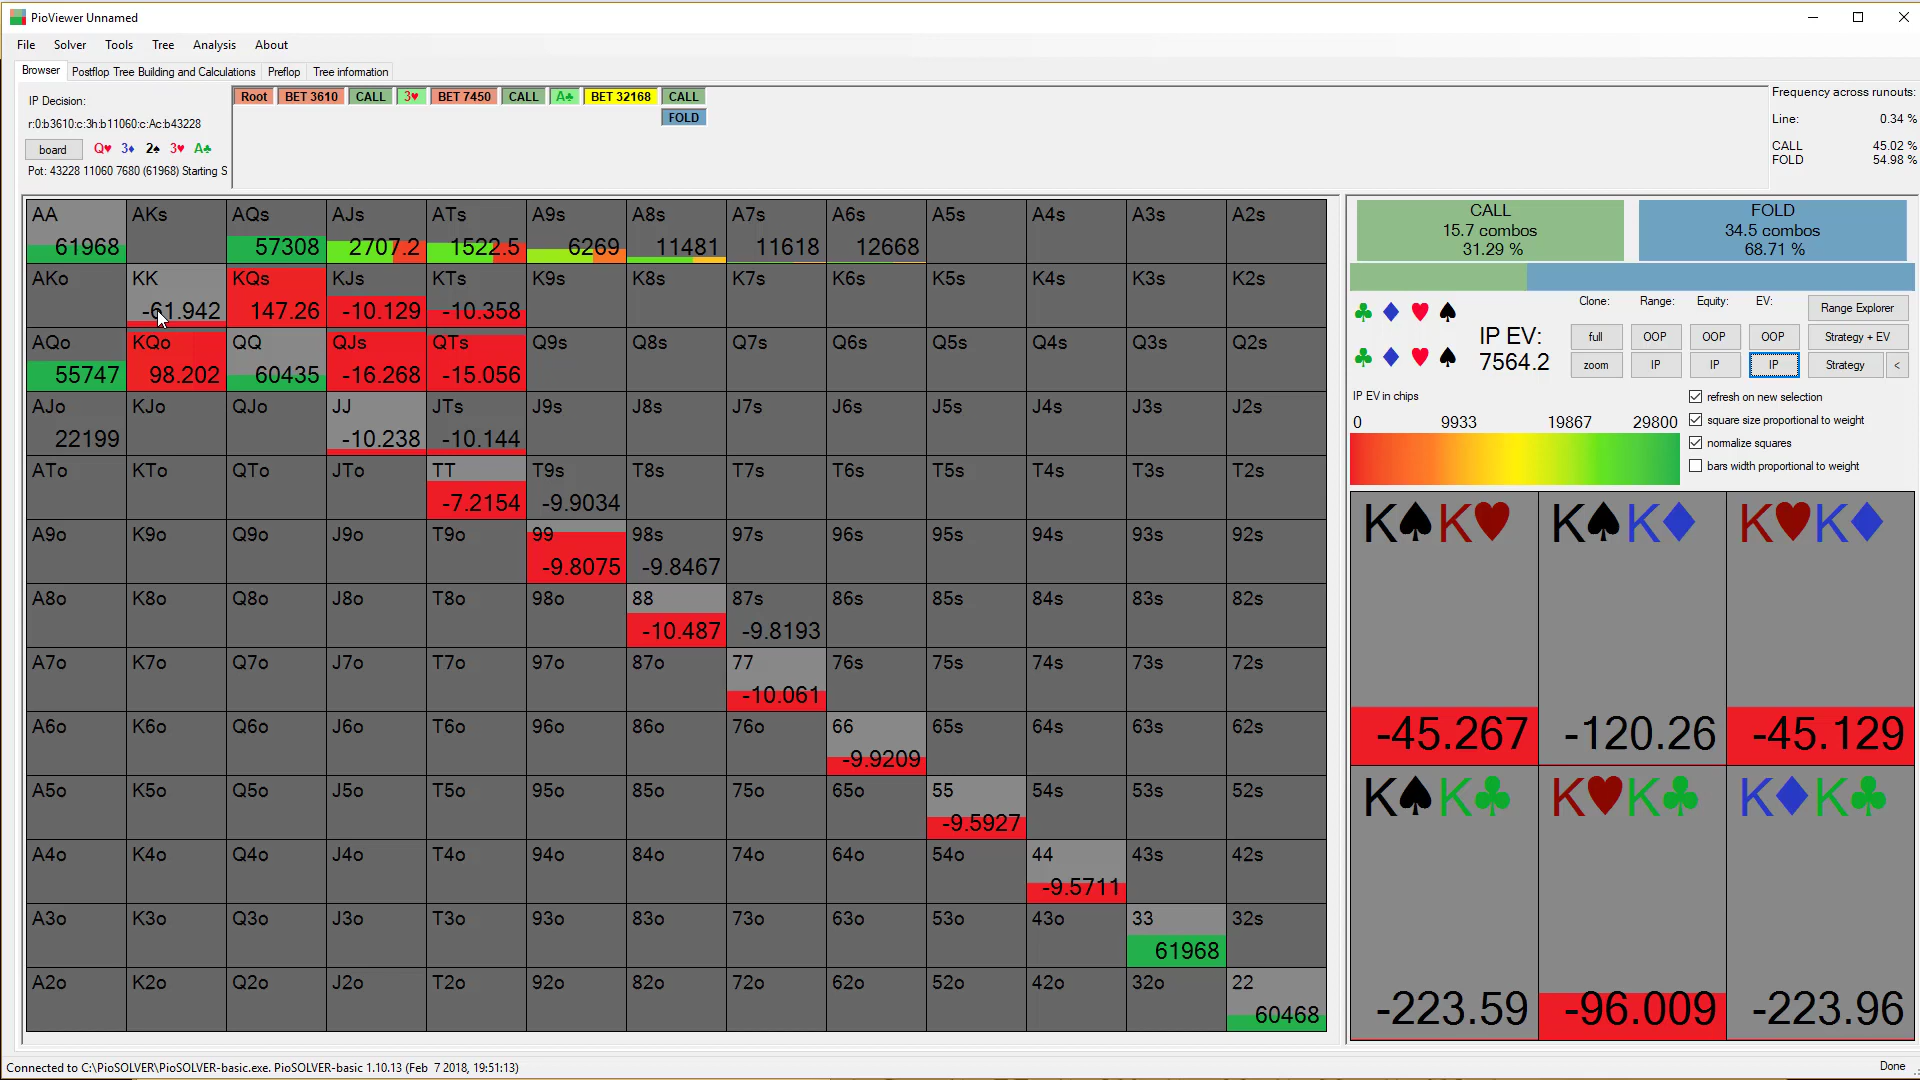 PioViewer Unnamed
File Solver Tools Tree Analysis About
Browser Postflop Tree Building and Calculations Preflop Tree information
IP Decision:
r:0:b3610:c:3h:b11060:c:Ac:b43228
board Q♥ 3♦ 2♠ 3♥ A♣
Pot: 43228 11060 7680 (61968) Starting S
Root BET 3610 CALL 3♥ BET 7450 CALL A♣ BET 32168 CALL
FOLD
Frequency across runouts:
Line: 0.34 %
CALL 45.02 %
FOLD 54.98 %
AA AKs AQs AJs ATs A9s A8s A7s A6s A5s A4s A3s A2s
61968 57308 2707.2 1522.5 6269 11481 11618 12668
AKo KK KQs KJs KTs K9s K8s K7s K6s K5s K4s K3s K2s
-61.942 147.26 -10.129 -10.358
AQo KQo QQ QJs QTs Q9s Q8s Q7s Q6s Q5s Q4s Q3s Q2s
55747 98.202 60435 -16.268 -15.056
AJo KJo QJo JJ JTs J9s J8s J7s J6s J5s J4s J3s J2s
22199 -10.238 -10.144
ATo KTo QTo JTo TT T9s T8s T7s T6s T5s T4s T3s T2s
-7.2154 -9.9034
A9o K9o Q9o J9o T9o 99 98s 97s 96s 95s 94s 93s 92s
-9.8075 -9.8467
A8o K8o Q8o J8o T8o 98o 88 87s 86s 85s 84s 83s 82s
-10.487 -9.8193
A7o K7o Q7o J7o T7o 97o 87o 77 76s 75s 74s 73s 72s
-10.061
A6o K6o Q6o J6o T6o 96o 86o 76o 66 65s 64s 63s 62s
-9.9209
A5o K5o Q5o J5o T5o 95o 85o 75o 65o 55 54s 53s 52s
-9.5927
A4o K4o Q4o J4o T4o 94o 84o 74o 64o 54o 44 43s 42s
-9.5711
A3o K3o Q3o J3o T3o 93o 83o 73o 63o 53o 43o 33 32s
61968
A2o K2o Q2o J2o T2o 92o 82o 72o 62o 52o 42o 32o 22
60468
CALL FOLD
15.7 combos 34.5 combos
31.29 % 68.71 %
♣ ♦ ♥ ♠ Clone: Range: Equity: EV: Range Explorer
IP EV: full OOP OOP OOP Strategy + EV
♣ ♦ ♥ ♠ 7564.2 zoom IP IP IP Strategy <
IP EV in chips refresh on new selection
0 9933 19867 29800 square size proportional to weight
normalize squares
bars width proportional to weight
K♠K♥ K♠K♦ K♥K♦
-45.267 -120.26 -45.129
K♠K♣ K♥K♣ K♦K♣
-223.59 -96.009 -223.96
Connected to C:\PioSOLVER\PioSOLVER-basic.exe. PioSOLVER-basic 1.10.13 (Feb 7 2018, 19:51:13) Done